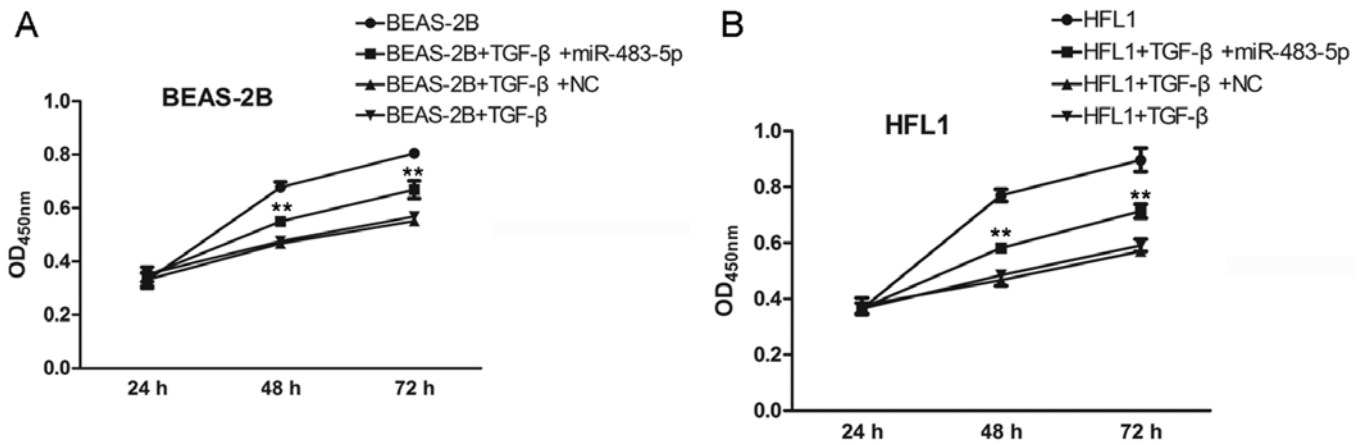 A
BEAS-2B
BEAS-2B+TGF-β +miR-483-5p
BEAS-2B+TGF-β +NC
BEAS-2B+TGF-β
BEAS-2B
1.0
0.8
0.6
0.4
0.2
0.0
OD450nm
**
**
24 h 48 h 72 h
B
HFL1
HFL1+TGF-β +miR-483-5p
HFL1+TGF-β +NC
HFL1+TGF-β
HFL1
1.0
0.8
0.6
0.4
0.2
0.0
OD450nm
**
**
24 h 48 h 72 h